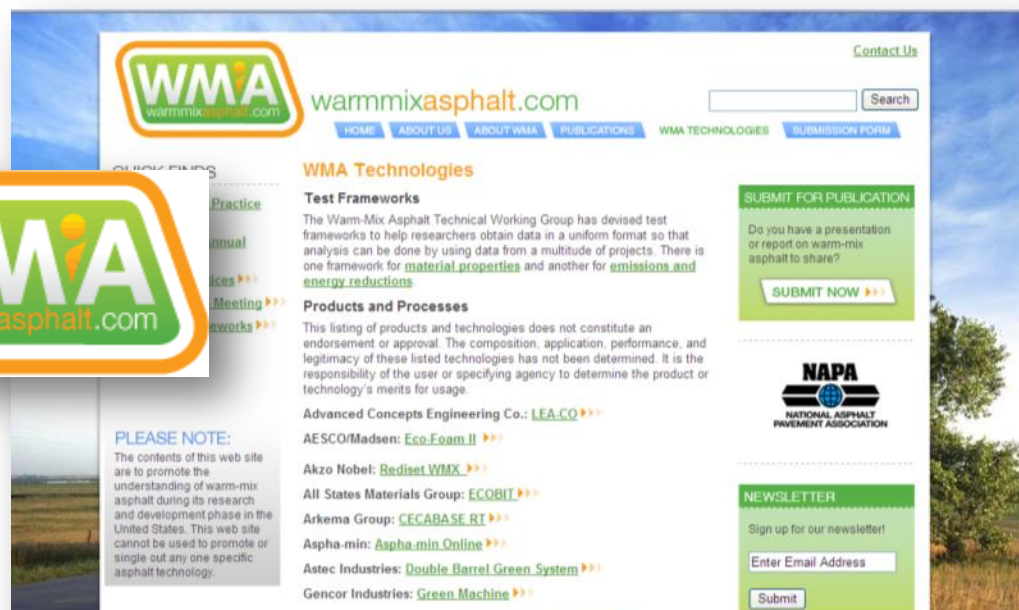 Contact Us
WMA
warmmixasphalt.com
warmmixasphalt.com
Search
HOME ABOUT US ABOUT WMA PUBLICATIONS WMA TECHNOLOGIES SUBMISSION FORM
Practice
Meeting
asphalt.com
PLEASE NOTE:
The contents of this web site
are to promote the
understanding of warm-mix
asphalt during its research
and development phase in the
United States. This web site
cannot be used to promote or
single out any one specific
asphalt technology.
WMA Technologies
Test Frameworks
The Warm-Mix Asphalt Technical Working Group has devised test
frameworks to help researchers obtain data in a uniform format so that
analysis can be done by using data from a multitude of projects. There is
one framework for material properties and another for emissions and
energy reductions.
Products and Processes
This listing of products and technologies does not constitute an
endorsement or approval. The composition, application, performance, and
legitimacy of these listed technologies has not been determined. It is the
responsibility of the user or specifying agency to determine the product or
technology's merits for usage.
Advanced Concepts Engineering Co.: LEA-CO
AESCO/Madsen: Eco-Foam II
Akzo Nobel: Rediset WMX
All States Materials Group: ECOBIT
Arkema Group: CECABASE RT
Aspha-min: Aspha-min Online
Astec Industries: Double Barrel Green System
Gencor Industries: Green Machine
SUBMIT FOR PUBLICATION
Do you have a presentation
or report on warm-mix
asphalt to share?
SUBMIT NOW
NAPA
NATIONAL ASPHALT
PAVEMENT ASSOCIATION
NEWSLETTER
Sign up for our newsletter!
Enter Email Address
Submit